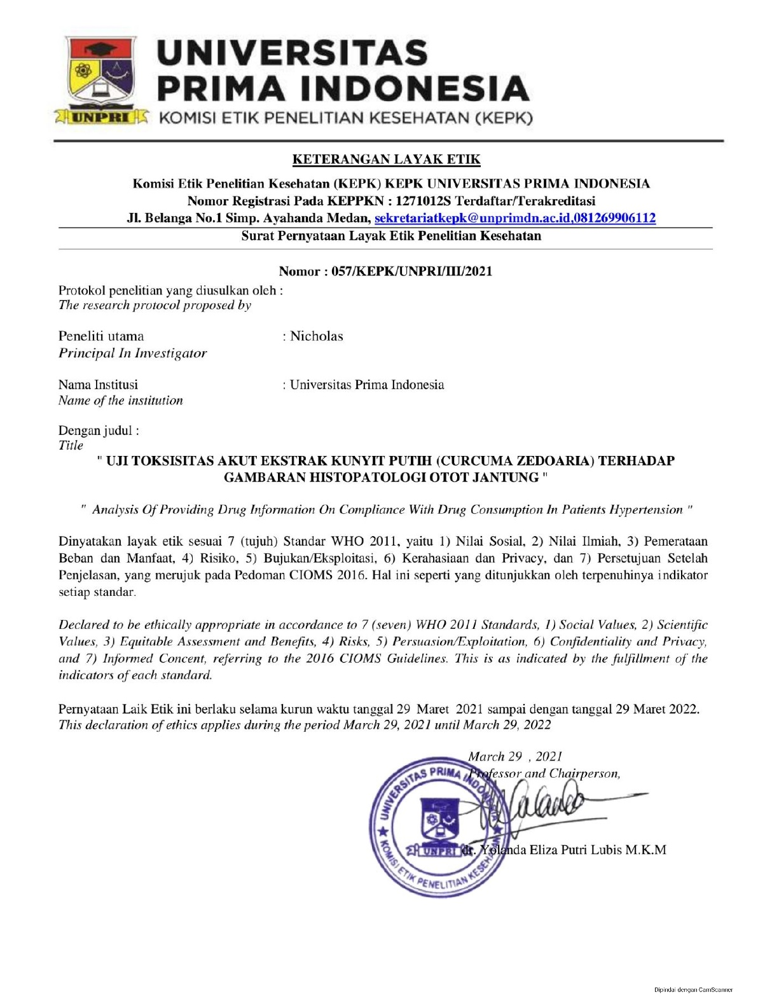 UNIVERSITAS
PRIMA INDONESIA
UNPRI
KOMISI ETIK PENELITIAN KESEHATAN (KEPK)
KETERANGAN LAYAK ETIK
Komisi Etik Penelitian Kesehatan (KEPK) KEPK UNIVERSITAS PRIMA INDONESIA
Nomor Registrasi Pada KEPPKN : 1271012S Terdaftar/Terakreditasi
Jl. Belanga No.1 Simp. Ayahanda Medan, sekretariatkepk@unprimdn.ac.id,081269906112
Surat Pernyataan Layak Etik Penelitian Kesehatan
Nomor : 057/KEPK/UNPRI/III/2021
Protokol penelitian yang diusulkan oleh :
The research protocol proposed by
Peneliti utama : Nicholas
Principal In Investigator
Nama Institusi : Universitas Prima Indonesia
Name of the institution
Dengan judul :
Title
" UJI TOKSISITAS AKUT EKSTRAK KUNYIT PUTIH (CURCUMA ZEDOARIA) TERHADAP
GAMBARAN HISTOPATOLOGI OTOT JANTUNG "
" Analysis Of Providing Drug Information On Compliance With Drug Consumption In Patients Hypertension "
Dinyatakan layak etik sesuai 7 (tujuh) Standar WHO 2011, yaitu 1) Nilai Sosial, 2) Nilai Ilmiah, 3) Pemerataan
Beban dan Manfaat, 4) Risiko, 5) Bujukan/Eksploitasi, 6) Kerahasiaan dan Privacy, dan 7) Persetujuan Setelah
Penjelasan, yang merujuk pada Pedoman CIOMS 2016. Hal ini seperti yang ditunjukkan oleh terpenuhinya indikator
setiap standar.
Declared to be ethically appropriate in accordance to 7 (seven) WHO 2011 Standards, 1) Social Values, 2) Scientific
Values, 3) Equitable Assessment and Benefits, 4) Risks, 5) Persuasion/Exploitation, 6) Confidentiality and Privacy,
and 7) Informed Concent, referring to the 2016 CIOMS Guidelines. This is as indicated by the fulfillment of the
indicators of each standard.
Pernyataan Laik Etik ini berlaku selama kurun waktu tanggal 29 Maret 2021 sampai dengan tanggal 29 Maret 2022.
This declaration of ethics applies during the period March 29, 2021 until March 29, 2022
March 29 , 2021
Professor and Chairperson,
UNIVERSITAS PRIMA INDONESIA
UNPRI
KOMISI ETIK PENELITIAN KESEHATAN
dr. Yolanda Eliza Putri Lubis M.K.M
Dipindai dengan CamScanner